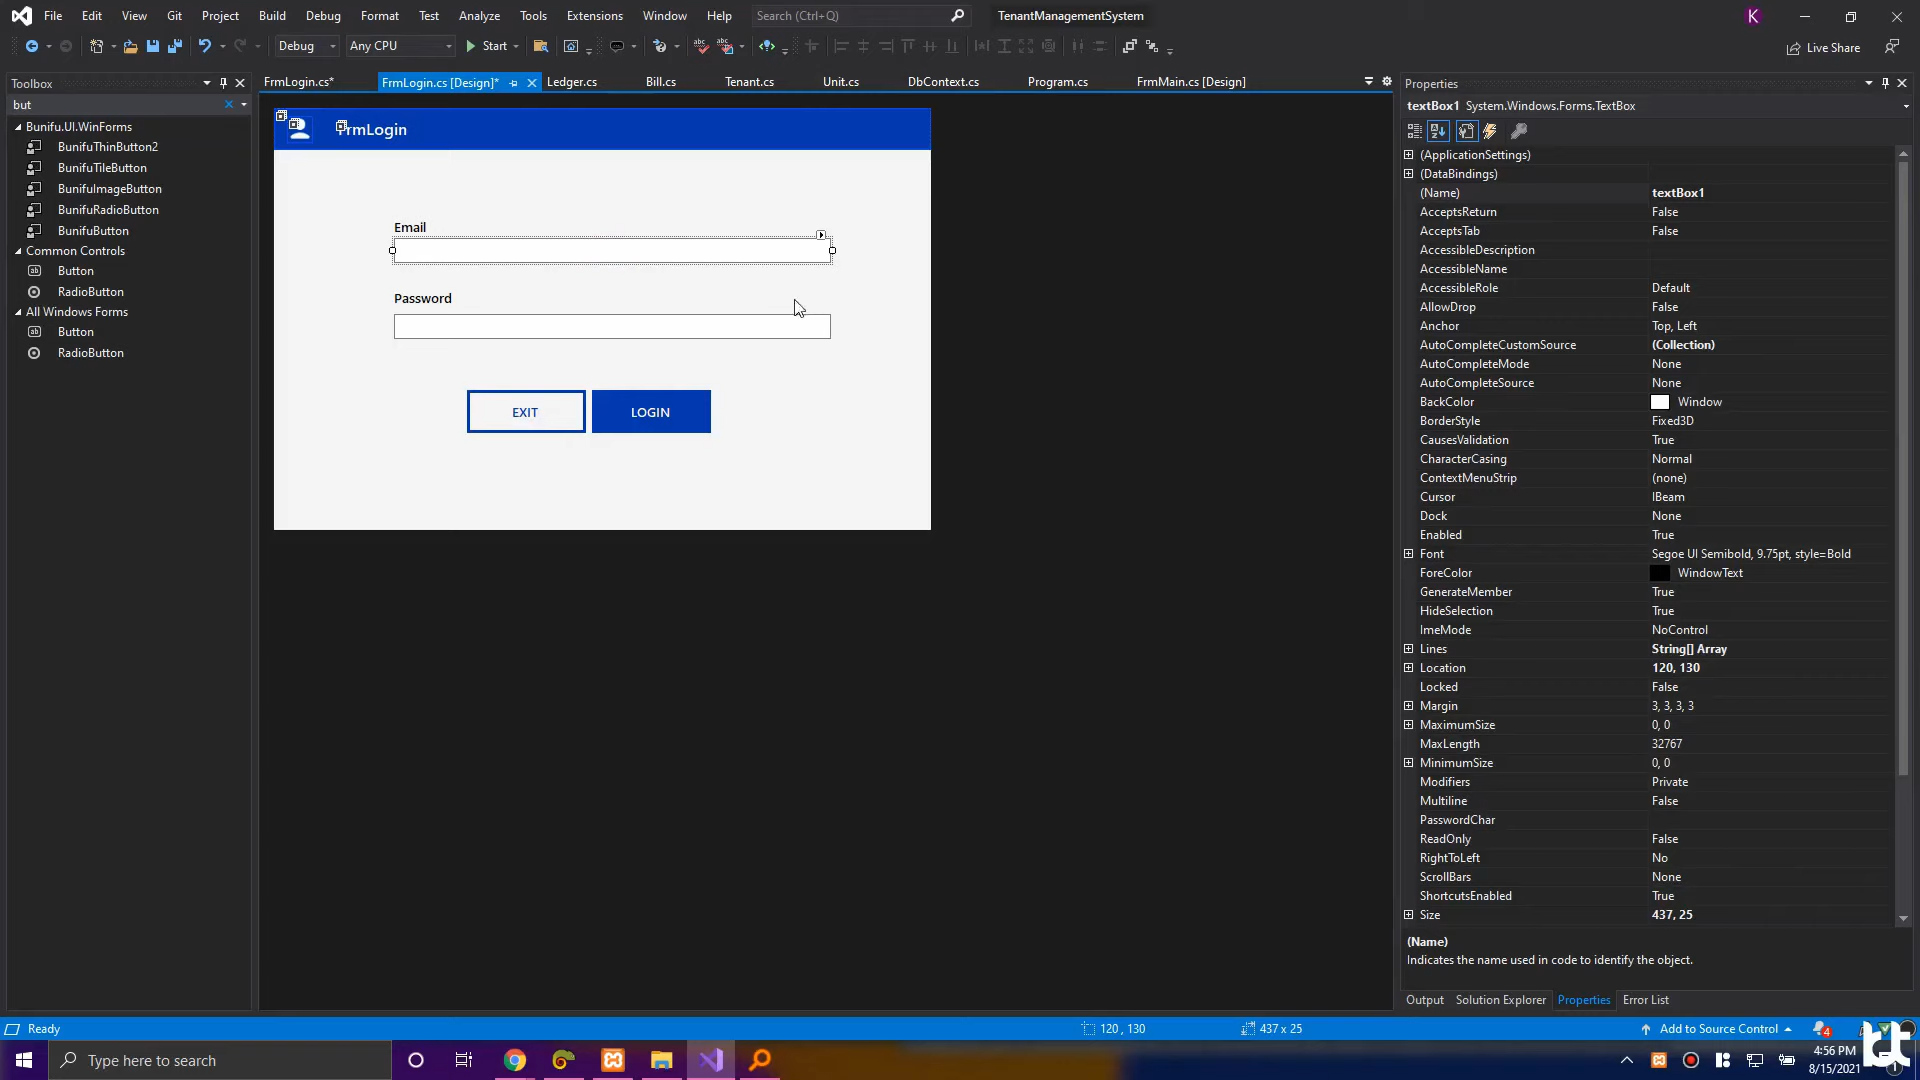 File Edit View Git Project Build Debug Format Test Analyze Tools Extensions Window Help Search (Ctrl+Q) TenantManagementSystem K
Debug Any CPU Start Live Share
Toolbox
but
Bunifu.UI.WinForms
BunifuThinButton2
BunifuTileButton
BunifuImageButton
BunifuRadioButton
BunifuButton
Common Controls
Button
RadioButton
All Windows Forms
Button
RadioButton
FrmLogin.cs* FrmLogin.cs [Design]* Ledger.cs Bill.cs Tenant.cs Unit.cs DbContext.cs Program.cs FrmMain.cs [Design]
FrmLogin
Email
Password
EXIT LOGIN
Properties
textBox1 System.Windows.Forms.TextBox
(ApplicationSettings)
(DataBindings)
(Name) textBox1
AcceptsReturn False
AcceptsTab False
AccessibleDescription
AccessibleName
AccessibleRole Default
AllowDrop False
Anchor Top, Left
AutoCompleteCustomSource (Collection)
AutoCompleteMode None
AutoCompleteSource None
BackColor Window
BorderStyle Fixed3D
CausesValidation True
CharacterCasing Normal
ContextMenuStrip (none)
Cursor IBeam
Dock None
Enabled True
Font Segoe UI Semibold, 9.75pt, style=Bold
ForeColor WindowText
GenerateMember True
HideSelection True
ImeMode NoControl
Lines String[] Array
Location 120, 130
Locked False
Margin 3, 3, 3, 3
MaximumSize 0, 0
MaxLength 32767
MinimumSize 0, 0
Modifiers Private
Multiline False
PasswordChar
ReadOnly False
RightToLeft No
ScrollBars None
ShortcutsEnabled True
Size 437, 25
(Name)
Indicates the name used in code to identify the object.
Output Solution Explorer Properties Error List
Ready 120 , 130 437 x 25 Add to Source Control 4
Type here to search
4:56 PM
8/15/2021